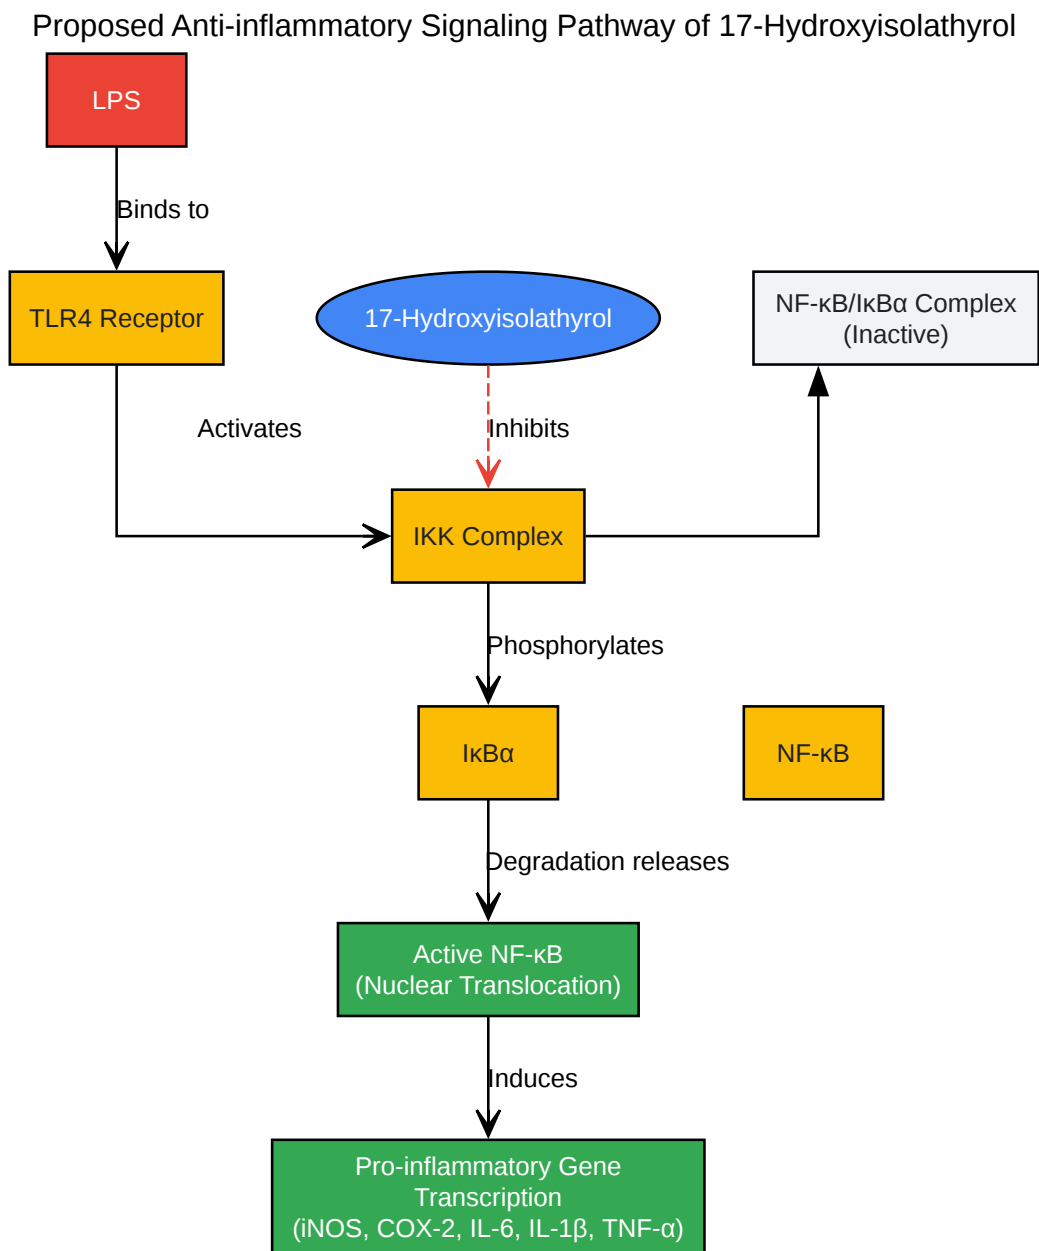 Proposed Anti-inflammatory Signaling Pathway of 17-Hydroxyisolathyrol
LPS
Binds to
TLR4 Receptor
17-Hydroxyisolathyrol
NF-κB/IκBα Complex
(Inactive)
Activates
Inhibits
IKK Complex
Phosphorylates
IκBα
NF-κB
Degradation releases
Active NF-κB
(Nuclear Translocation)
Induces
Pro-inflammatory Gene
Transcription
(iNOS, COX-2, IL-6, IL-1β, TNF-α)